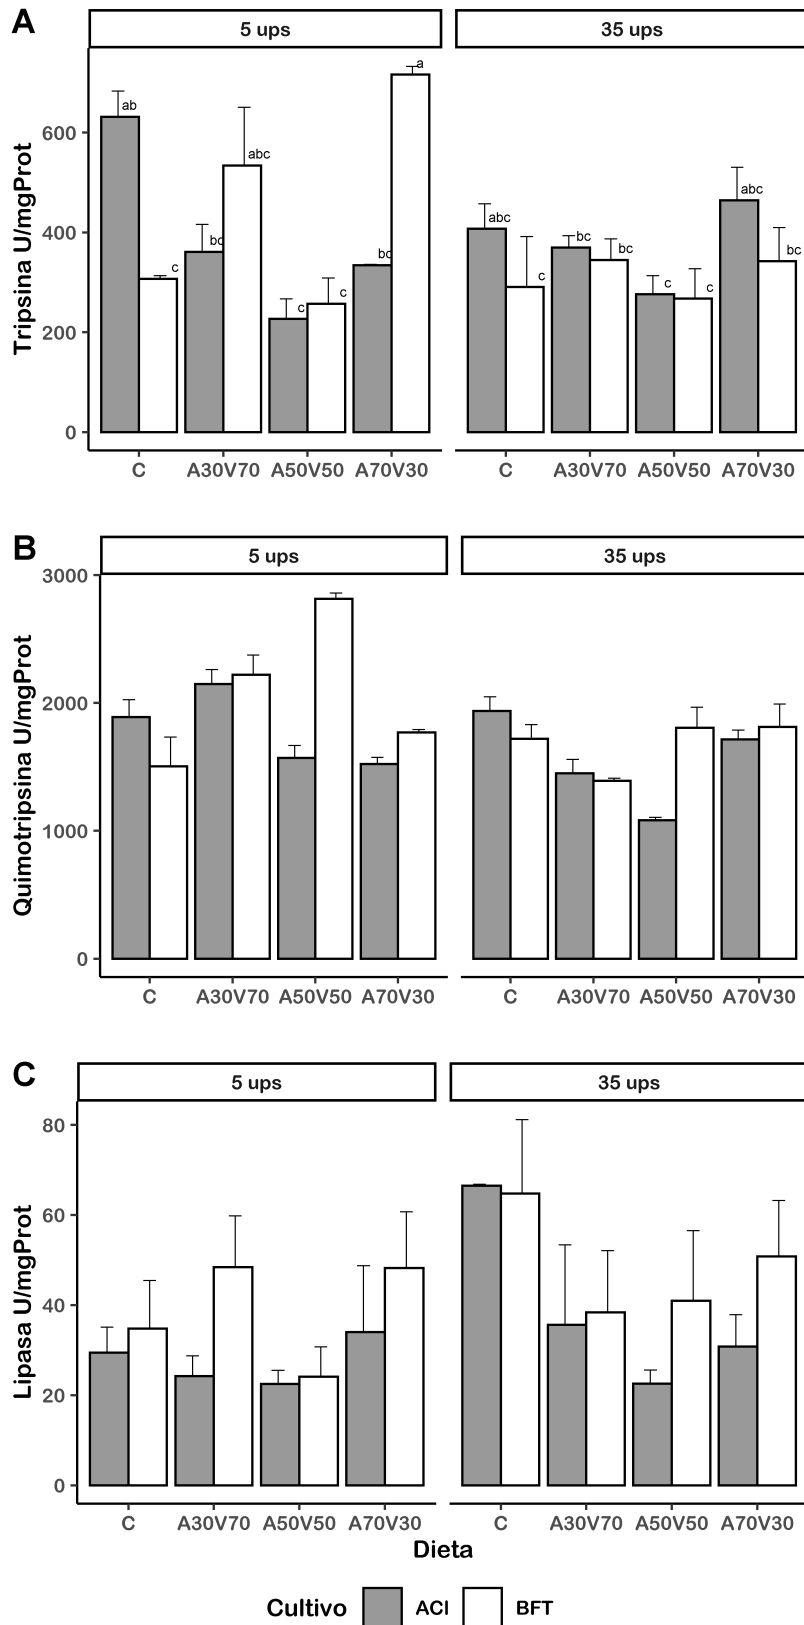 A
5 ups 35 ups
Tripsina U/mgProt
600
400
200
0
ab c bc abc c c bc a
abc c bc bc c c abc bc
C A30V70 A50V50 A70V30 C A30V70 A50V50 A70V30
B
5 ups 35 ups
Quimotripsina U/mgProt
3000
2000
1000
0
C A30V70 A50V50 A70V30 C A30V70 A50V50 A70V30
C
5 ups 35 ups
Lipasa U/mgProt
80
60
40
20
0
C A30V70 A50V50 A70V30 C A30V70 A50V50 A70V30
Dieta
Cultivo ACI BFT